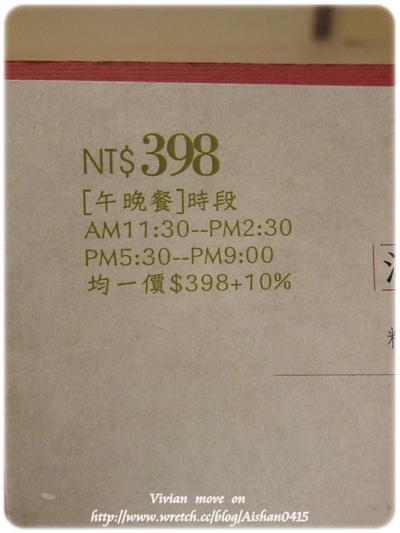 NT$398
[午晚餐]時段
AM11:30--PM2:30
PM5:30--PM9:00
均一價$398+10%
Vivian move on
http://www.wretch.cc/blog/Aishan0415